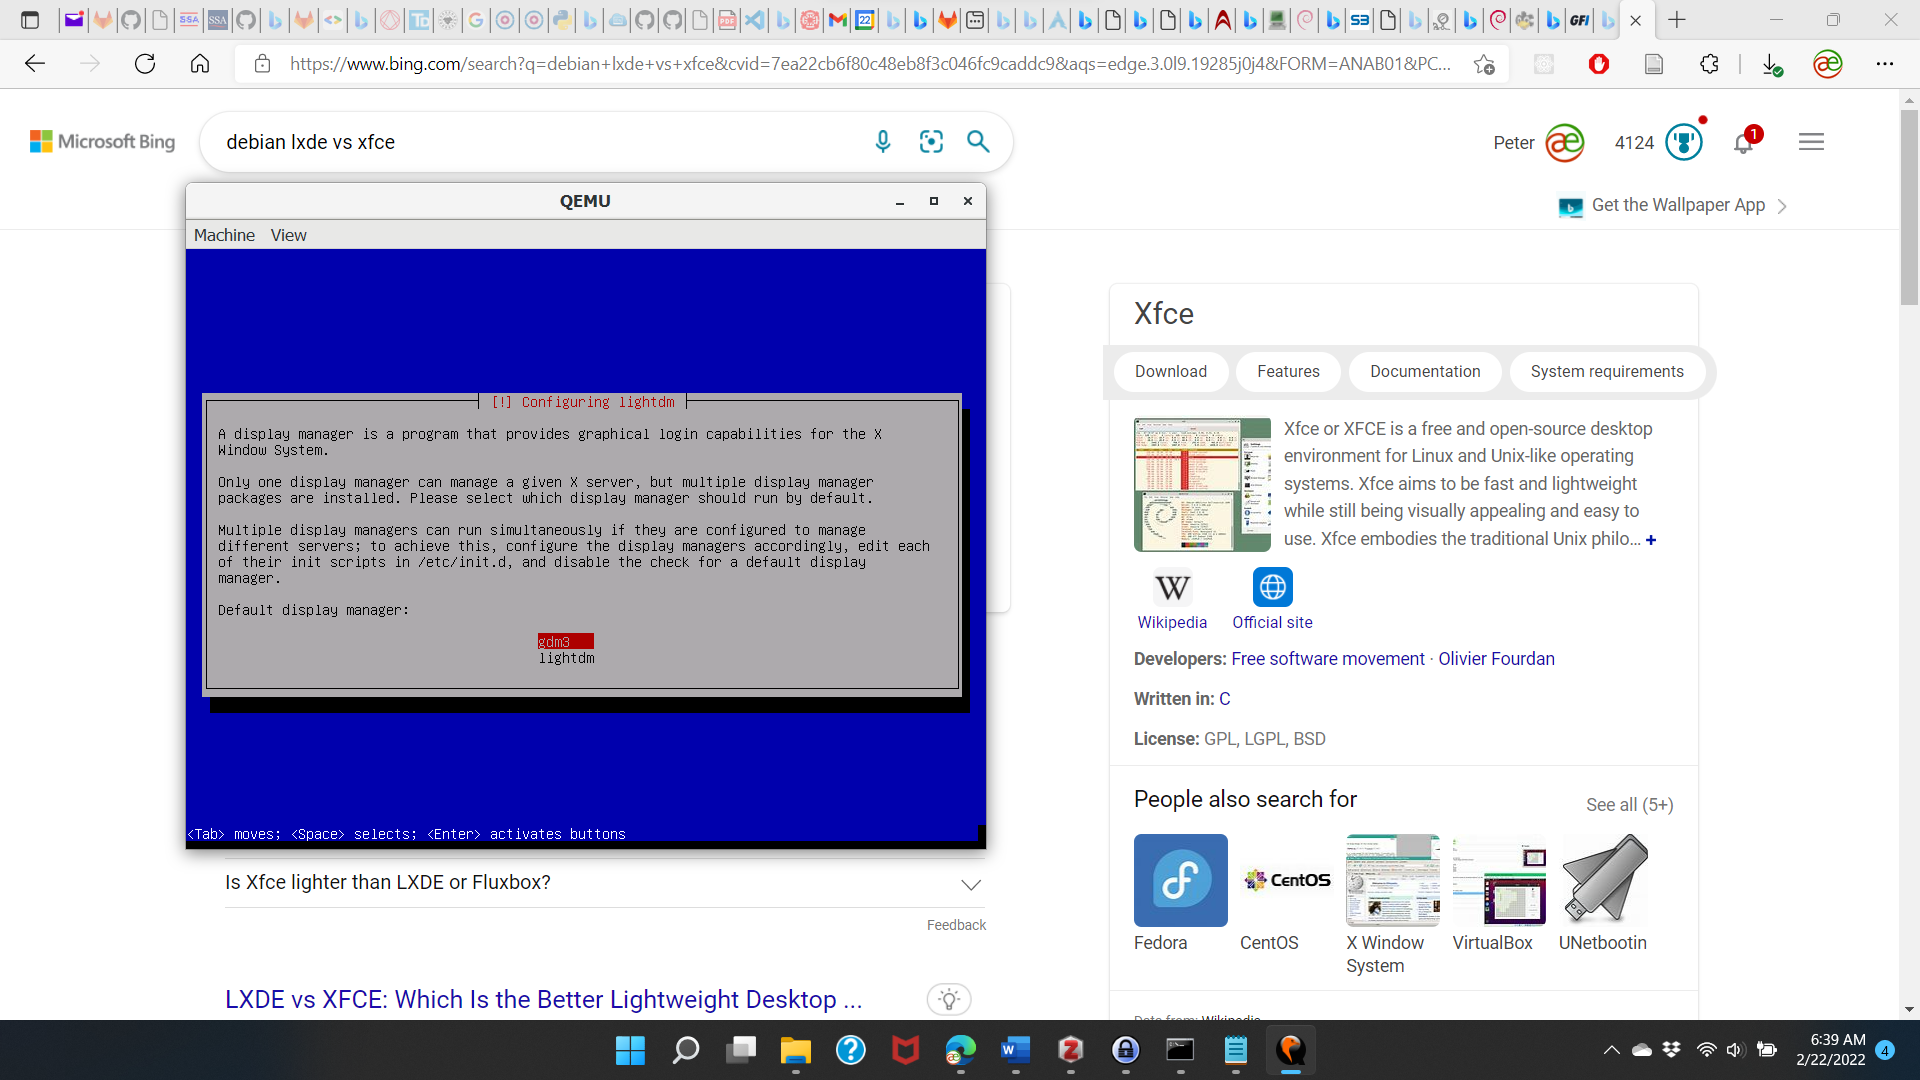 https://www.bing.com/search?q=debian+lxde+vs+xfce&cvid=7ea22cb6f80c48eb8f3c046fc9caddc9&aqs=edge.3.0l9.19285j0j4&FORM=ANAB01&PC...
Microsoft Bing
debian lxde vs xfce
Peter
4124
1
Get the Wallpaper App
QEMU
Machine View
[!] Configuring lightdm
A display manager is a program that provides graphical login capabilities for the X
Window System.
Only one display manager can manage a given X server, but multiple display manager
packages are installed. Please select which display manager should run by default.
Multiple display managers can run simultaneously if they are configured to manage
different servers; to achieve this, configure the display managers accordingly, edit each
of their init scripts in /etc/init.d, and disable the check for a default display
manager.
Default display manager:
gdm3
lightdm
<Tab> moves; <Space> selects; <Enter> activates buttons
Is Xfce lighter than LXDE or Fluxbox?
Feedback
LXDE vs XFCE: Which Is the Better Lightweight Desktop ...
Xfce
Download Features Documentation System requirements
Xfce or XFCE is a free and open-source desktop
environment for Linux and Unix-like operating
systems. Xfce aims to be fast and lightweight
while still being visually appealing and easy to
use. Xfce embodies the traditional Unix philo... +
Wikipedia Official site
Developers: Free software movement · Olivier Fourdan
Written in: C
License: GPL, LGPL, BSD
People also search for
See all (5+)
CentOS
Fedora CentOS X Window System VirtualBox UNetbootin
Data from: Wikipedia
6:39 AM
2/22/2022
4